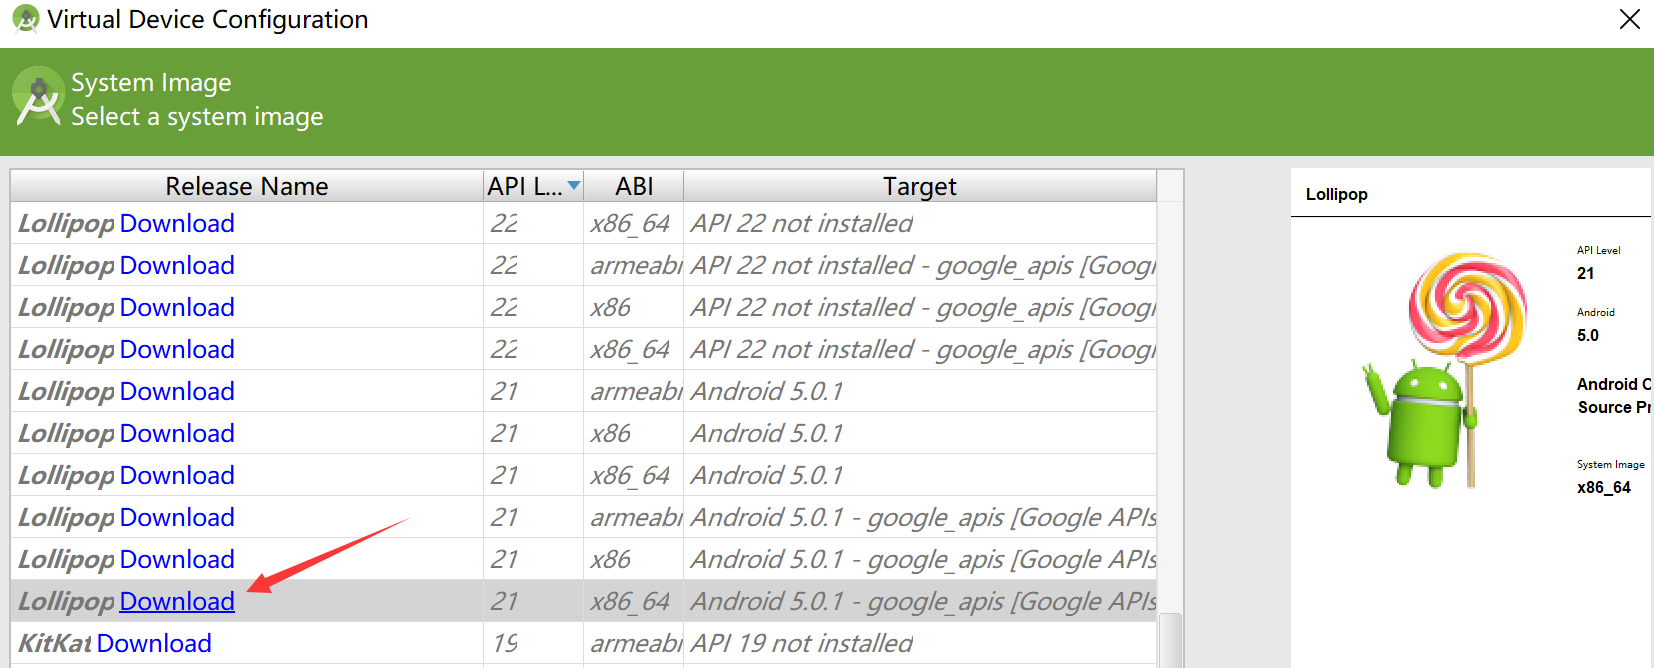 Virtual Device Configuration
System Image
Select a system image
Release Name API L... ABI Target
Lollipop Download 22 x86_64 API 22 not installed
Lollipop Download 22 armeabi API 22 not installed - google_apis [Googl
Lollipop Download 22 x86 API 22 not installed - google_apis [Googl
Lollipop Download 22 x86_64 API 22 not installed - google_apis [Googl
Lollipop Download 21 armeabi Android 5.0.1
Lollipop Download 21 x86 Android 5.0.1
Lollipop Download 21 x86_64 Android 5.0.1
Lollipop Download 21 armeabi Android 5.0.1 - google_apis [Google APIs
Lollipop Download 21 x86 Android 5.0.1 - google_apis [Google APIs
Lollipop Download 21 x86_64 Android 5.0.1 - google_apis [Google APIs
KitKat Download 19 armeabi API 19 not installed
Lollipop
API Level
21
Android
5.0
Android O
Source Pr
System Image
x86_64